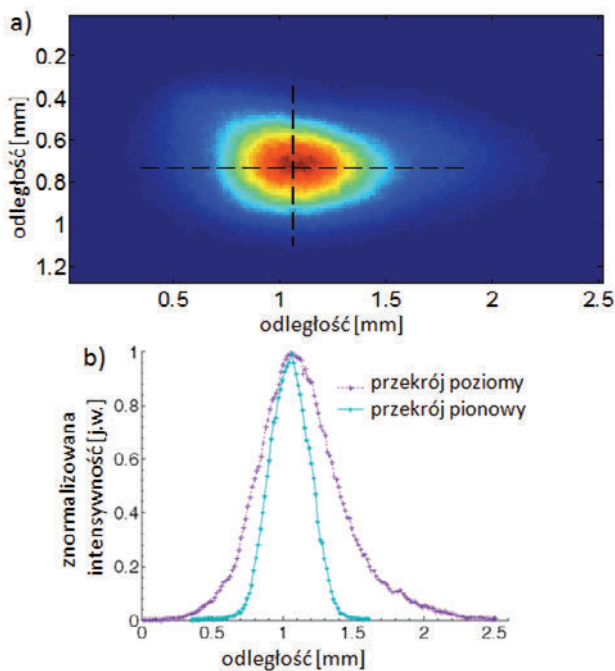 a)
0.2
0.4
0.6
0.8
1
1.2
odległość [mm]
0.5
1
1.5
2
2.5
odległość [mm]
b)
1
0.8
0.6
0.4
0.2
0
znormalizowana
intensywność [j.w.]
przekrój poziomy
przekrój pionowy
0
0.5
1
1.5
2
2.5
odległość [mm]